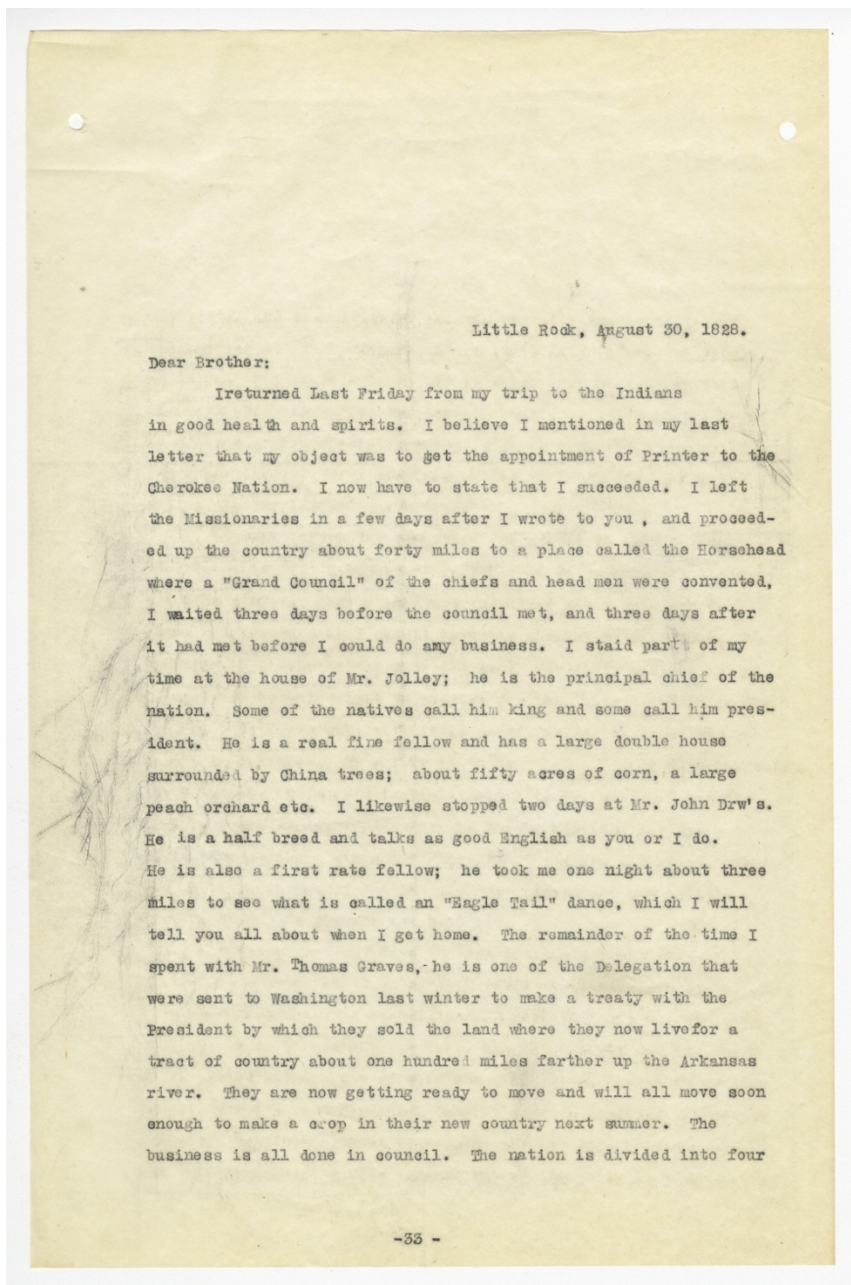 Little Rock, August 30, 1828.
Dear Brother:
Ireturned Last Friday from my trip to the Indians
in good health and spirits. I believe I mentioned in my last
letter that my object was to get the appointment of Printer to the
Cherokee Nation. I now have to state that I succeeded. I left
the Missionaries in a few days after I wrote to you , and proceed-
ed up the country about forty miles to a place called the Horsehead
where a "Grand Council" of the chiefs and head men were convented,
I waited three days before the council met, and three days after
it had met before I could do any business. I staid part of my
time at the house of Mr. Jolley; he is the principal chief of the
nation. Some of the natives call him king and some call him pres-
ident. He is a real fine fellow and has a large double house
surrounded by China trees; about fifty acres of corn, a large
peach orchard etc. I likewise stopped two days at Mr. John Drw's.
He is a half breed and talks as good English as you or I do.
He is also a first rate fellow; he took me one night about three
miles to see what is called an "Eagle Tail" dance, which I will
tell you all about when I get home. The remainder of the time I
spent with Mr. Thomas Graves,-he is one of the Delegation that
were sent to Washington last winter to make a treaty with the
President by which they sold the land where they now livefor a
tract of country about one hundred miles farther up the Arkansas
river. They are now getting ready to move and will all move soon
enough to make a crop in their new country next summer. The
business is all done in council. The nation is divided into four
-33 -